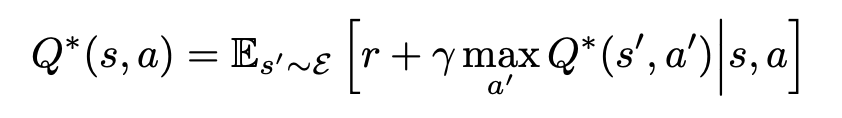 Q*(s, a) = 𝔼_{s′∼ℰ} [r + γ max_{a′} Q*(s′, a′)|s, a]